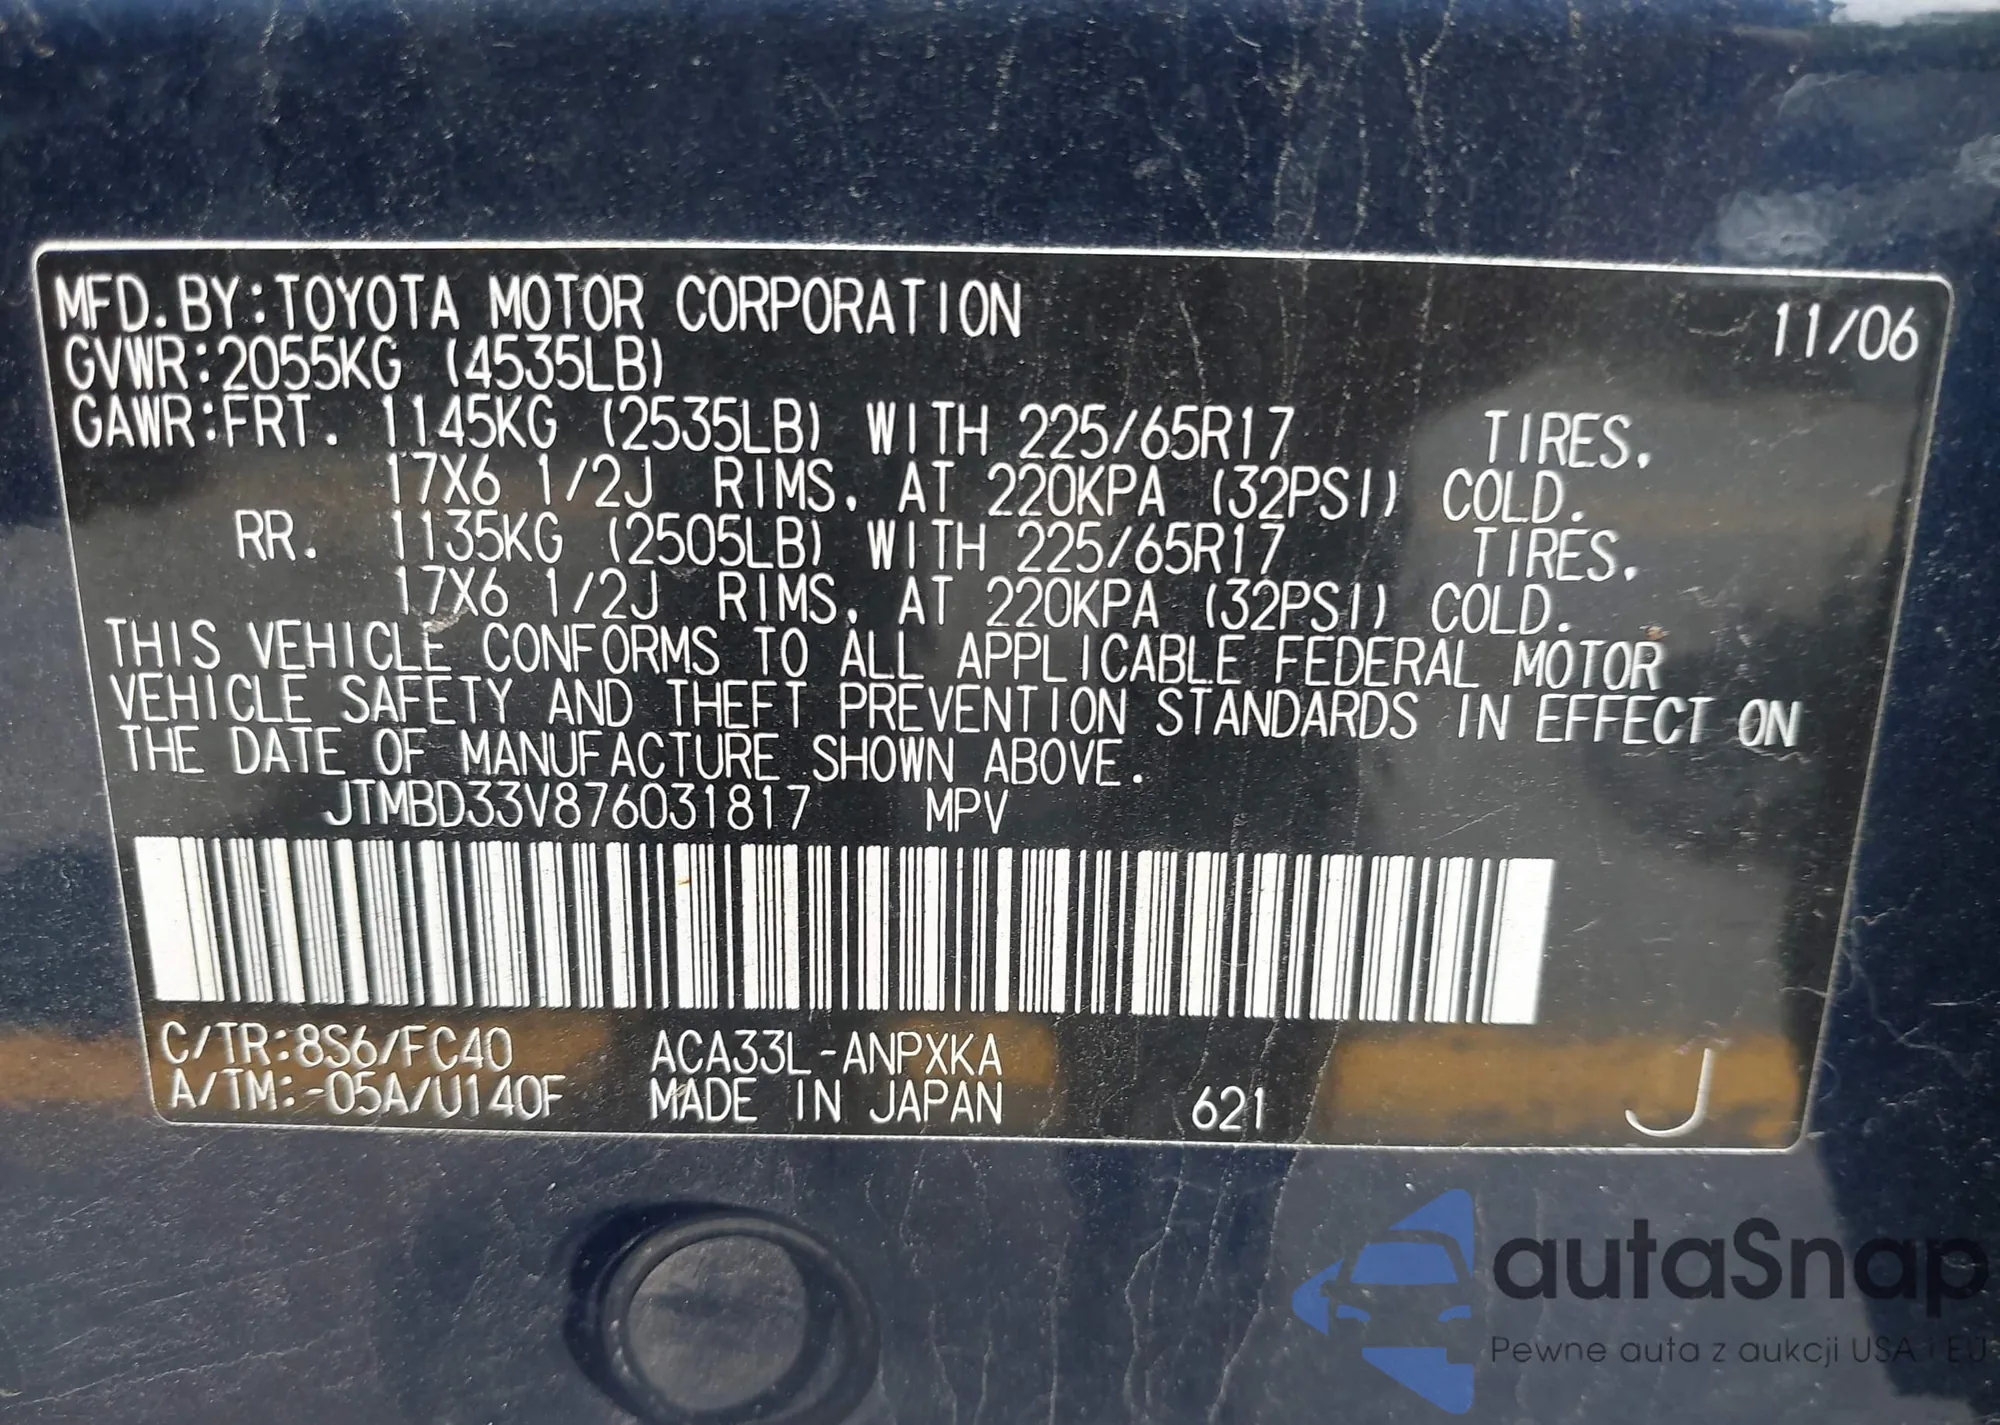 MFD.BY:TOYOTA MOTOR CORPORATION 11/06
GVWR:2055KG (4535LB)
GAWR:FRT. 1145KG (2535LB) WITH 225/65R17 TIRES.
17X6 1/2J RIMS, AT 220KPA (32PSI) COLD.
RR. 1135KG (2505LB) WITH 225/65R17 TIRES.
17X6 1/2J RIMS, AT 220KPA (32PSI) COLD.
THIS VEHICLE CONFORMS TO ALL APPLICABLE FEDERAL MOTOR
VEHICLE SAFETY AND THEFT PREVENTION STANDARDS IN EFFECT ON
THE DATE OF MANUFACTURE SHOWN ABOVE.
JTMBD33V876031817 MPV
C/TR:8S6/FC40 ACA33L-ANPXKA
A/TM:-05A/U140F MADE IN JAPAN 621 J
autaSnap
Pewne auta z aukcji USA i EU